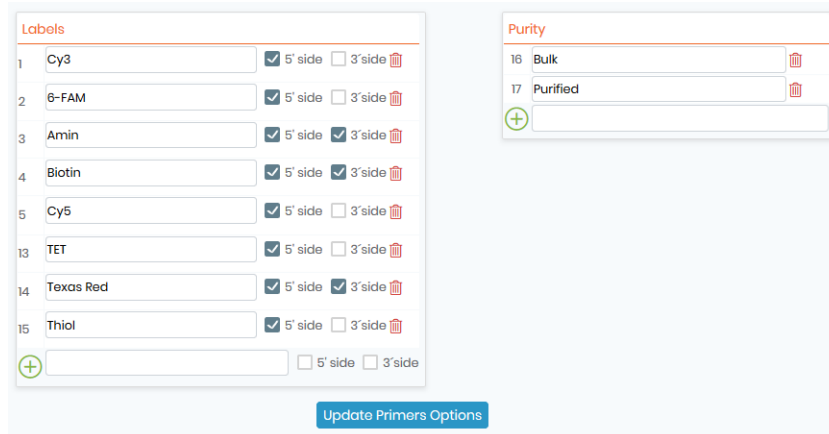 Labels
1 Cy3 5' side 3´side
2 6-FAM 5' side 3´side
3 Amin 5' side 3´side
4 Biotin 5' side 3´side
5 Cy5 5' side 3´side
13 TET 5' side 3´side
14 Texas Red 5' side 3´side
15 Thiol 5' side 3´side
5' side 3´side
Purity
16 Bulk
17 Purified
Update Primers Options